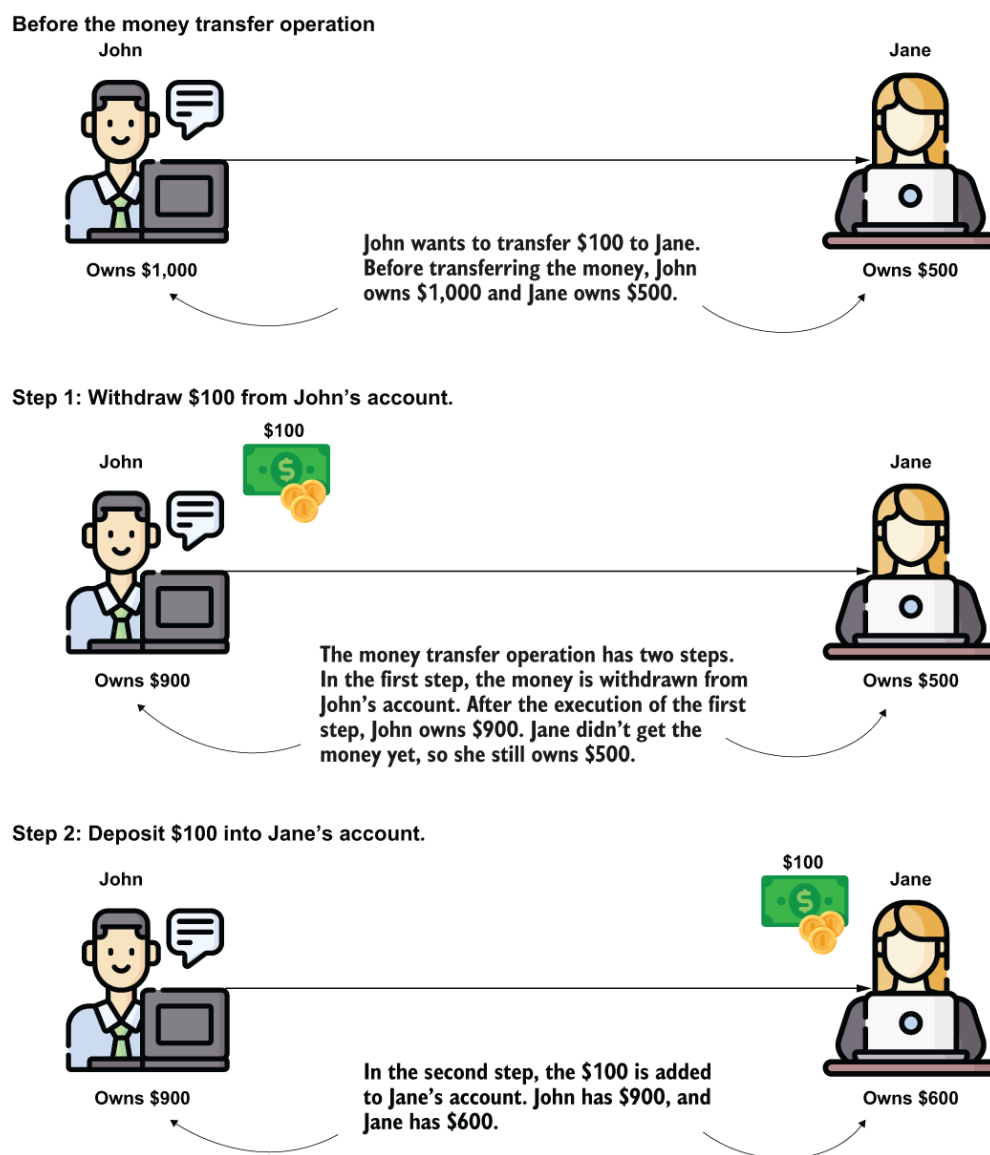 Before the money transfer operation
John
Jane
John wants to transfer $100 to Jane.
Before transferring the money, John
owns $1,000 and Jane owns $500.
Owns $1,000
Owns $500
Step 1: Withdraw $100 from John’s account.
$100
John
Jane
The money transfer operation has two steps.
In the first step, the money is withdrawn from
John’s account. After the execution of the first
step, John owns $900. Jane didn’t get the
money yet, so she still owns $500.
Owns $900
Owns $500
Step 2: Deposit $100 into Jane’s account.
$100
John
Jane
In the second step, the $100 is added
to Jane’s account. John has $900, and
Jane has $600.
Owns $900
Owns $600